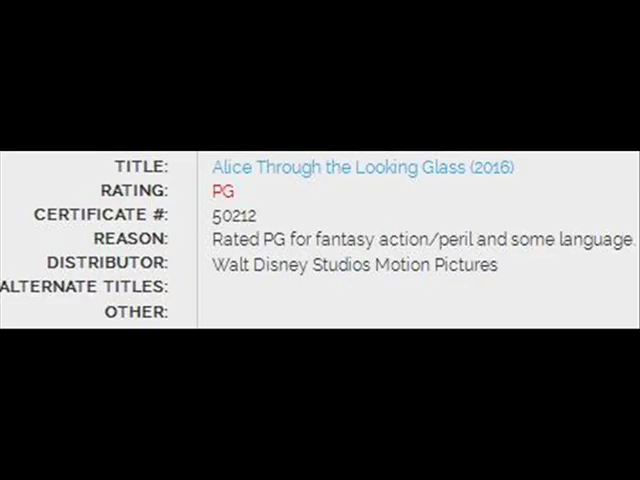 TITLE: Alice Through the Looking Glass (2016)
RATING: PG
CERTIFICATE #: 50212
REASON: Rated PG for fantasy action/peril and some language.
DISTRIBUTOR: Walt Disney Studios Motion Pictures
ALTERNATE TITLES:
OTHER: